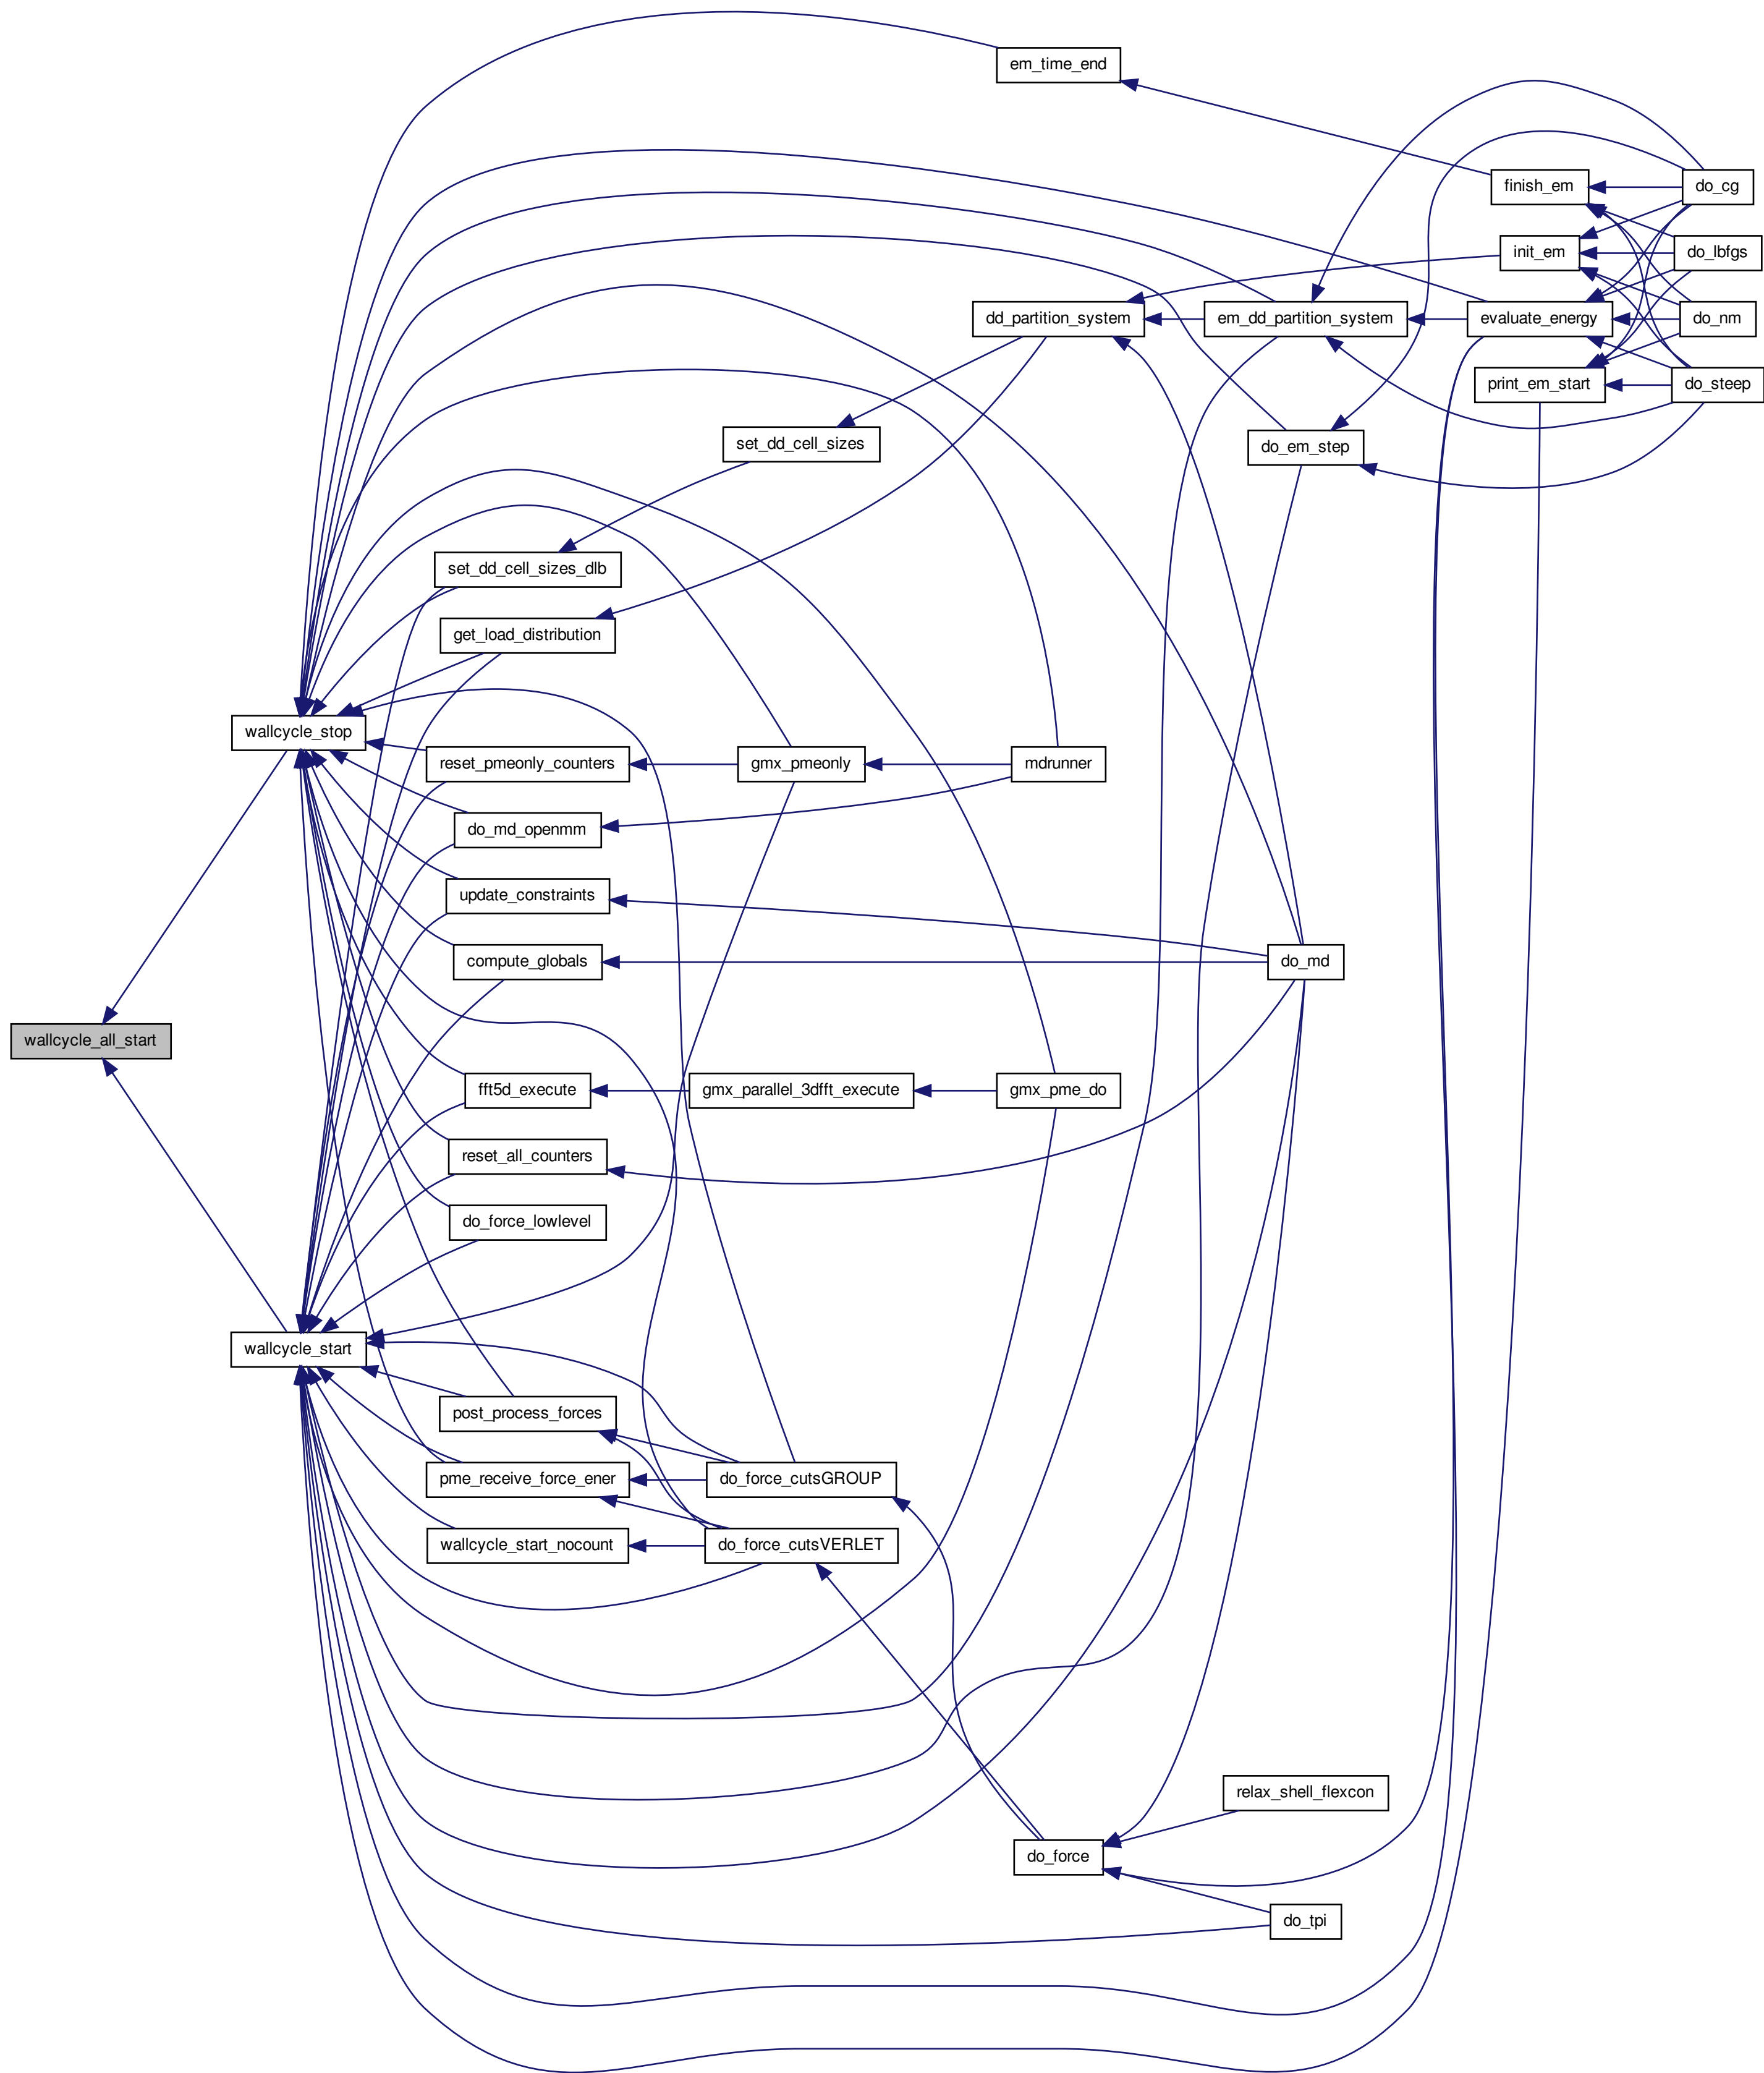 em_time_end
finish_em
do_cg
init_em
do_lbfgs
dd_partition_system
em_dd_partition_system
evaluate_energy
do_nm
print_em_start
do_steep
set_dd_cell_sizes
do_em_step
set_dd_cell_sizes_dlb
get_load_distribution
wallcycle_stop
reset_pmeonly_counters
gmx_pmeonly
mdrunner
do_md_openmm
update_constraints
compute_globals
do_md
wallcycle_all_start
fft5d_execute
gmx_parallel_3dfft_execute
gmx_pme_do
reset_all_counters
do_force_lowlevel
wallcycle_start
post_process_forces
pme_receive_force_ener
do_force_cutsGROUP
wallcycle_start_nocount
do_force_cutsVERLET
relax_shell_flexcon
do_force
do_tpi